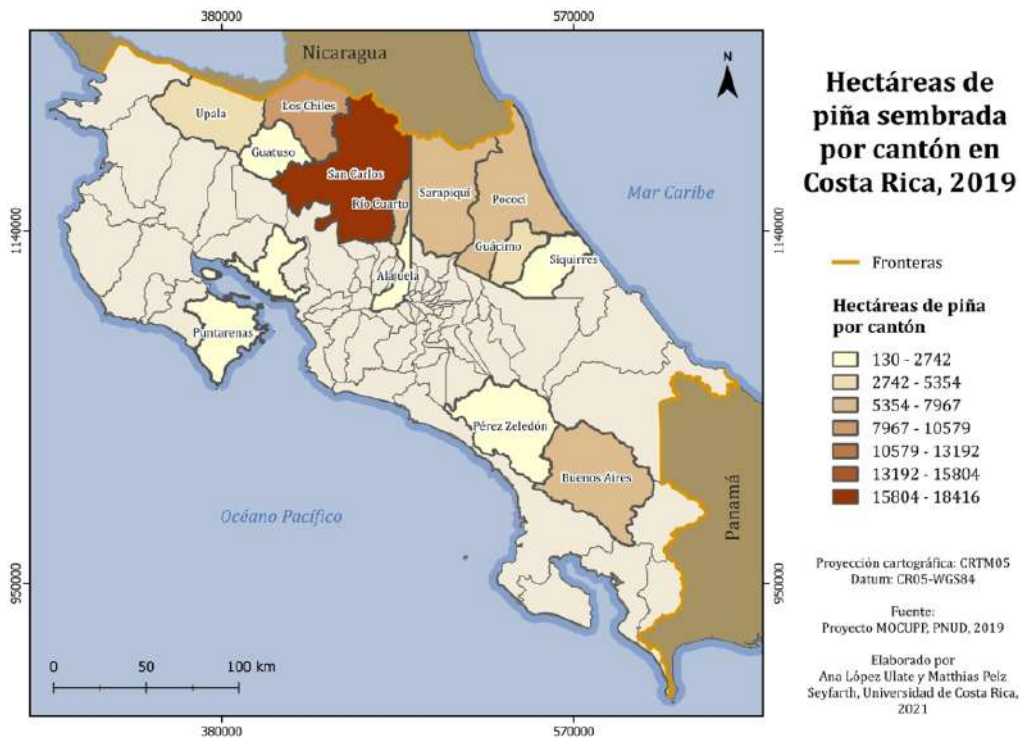 380000
570000
Nicaragua
N
Upala
Los Chiles
Guatuso
San Carlos
Río Cuarto
Sarapiquí
Pococí
Mar Caribe
1140000
1140000
Guácimo
Siquirres
Alajuela
Puntarenas
Pérez Zeledón
Buenos Aires
Océano Pacífico
Panamá
950000
950000
0 50 100 km
380000
570000
Hectáreas de
piña sembrada
por cantón en
Costa Rica, 2019
Fronteras
Hectáreas de piña
por cantón
130 - 2742
2742 - 5354
5354 - 7967
7967 - 10579
10579 - 13192
13192 - 15804
15804 - 18416
Proyección cartográfica: CRTM05
Datum: CR05-WGS84
Fuente:
Proyecto MOCUPP, PNUD, 2019
Elaborado por
Ana López Ulate y Matthias Pelz
Seyfarth, Universidad de Costa Rica,
2021